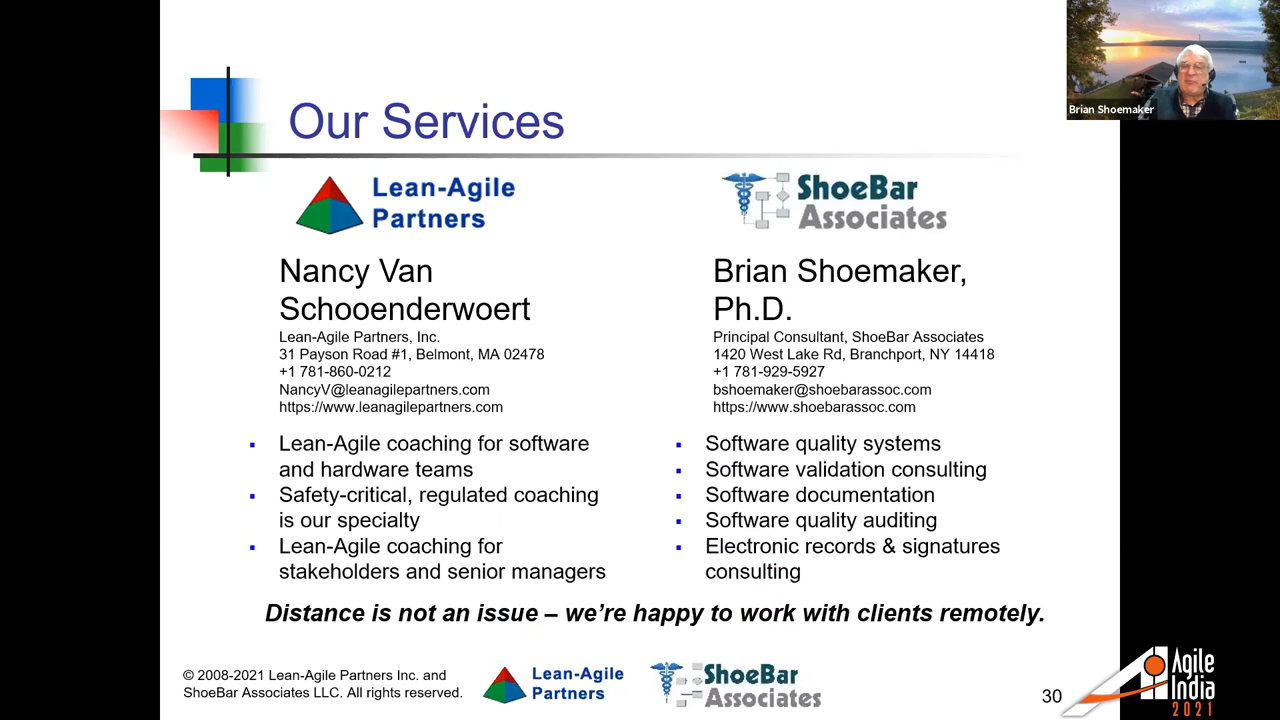 Brian Shoemaker
Our Services
Lean-Agile
Partners
Nancy Van
Schooenderwoert
Lean-Agile Partners, Inc.
31 Payson Road #1, Belmont, MA 02478
+1 781-860-0212
NancyV@leanagilepartners.com
https://www.leanagilepartners.com
▪ Lean-Agile coaching for software
and hardware teams
▪ Safety-critical, regulated coaching
is our specialty
▪ Lean-Agile coaching for
stakeholders and senior managers
ShoeBar
Associates
Brian Shoemaker,
Ph.D.
Principal Consultant, ShoeBar Associates
1420 West Lake Rd, Branchport, NY 14418
+1 781-929-5927
bshoemaker@shoebarassoc.com
https://www.shoebarassoc.com
▪ Software quality systems
▪ Software validation consulting
▪ Software documentation
▪ Software quality auditing
▪ Electronic records & signatures
consulting
Distance is not an issue – we’re happy to work with clients remotely.
© 2008-2021 Lean-Agile Partners Inc. and
ShoeBar Associates LLC. All rights reserved.
Lean-Agile
Partners
ShoeBar
Associates
30
Agile
India
2021